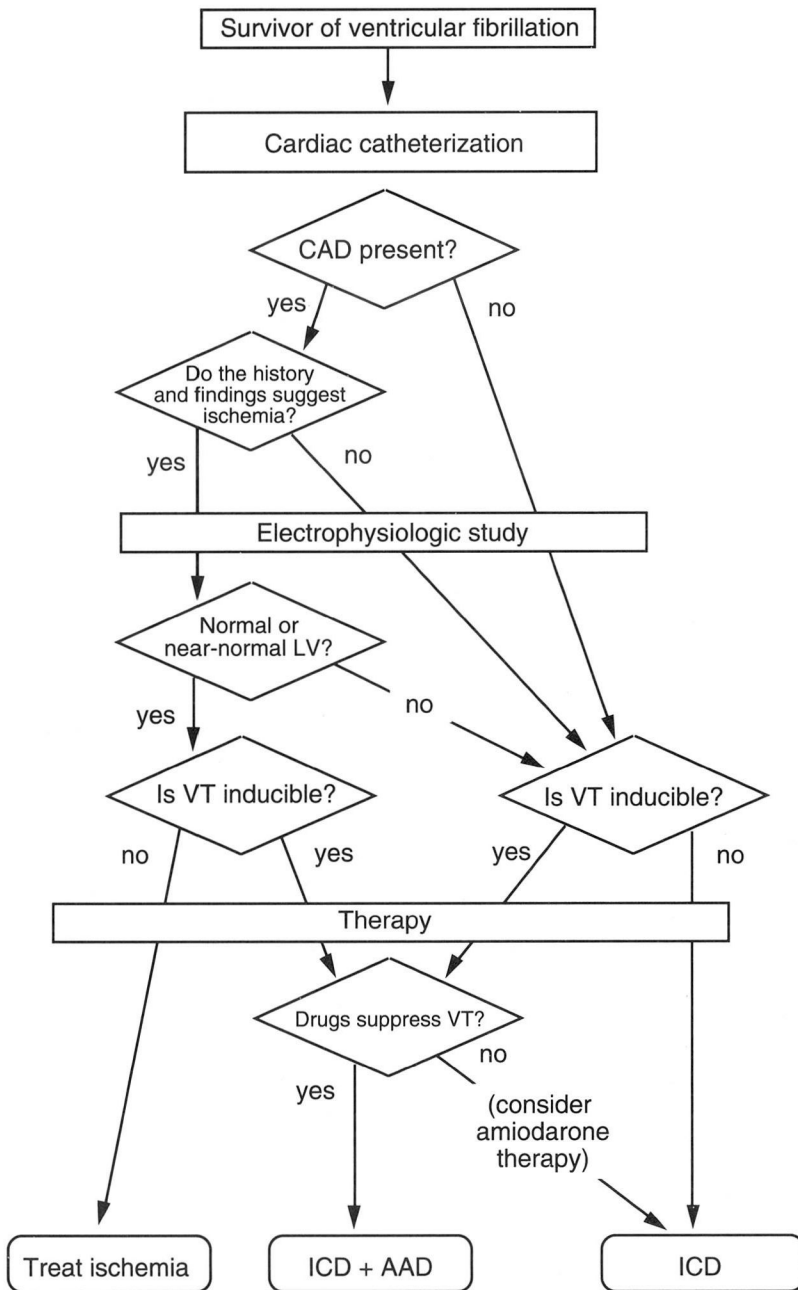 Survivor of ventricular fibrillation
Cardiac catheterization
CAD present?
yes
no
Do the history
and findings suggest
ischemia?
yes
no
Electrophysiologic study
Normal or
near-normal LV?
yes
no
Is VT inducible?
Is VT inducible?
no
yes
yes
no
Therapy
Drugs suppress VT?
yes
no
(consider
amiodarone
therapy)
Treat ischemia
ICD + AAD
ICD